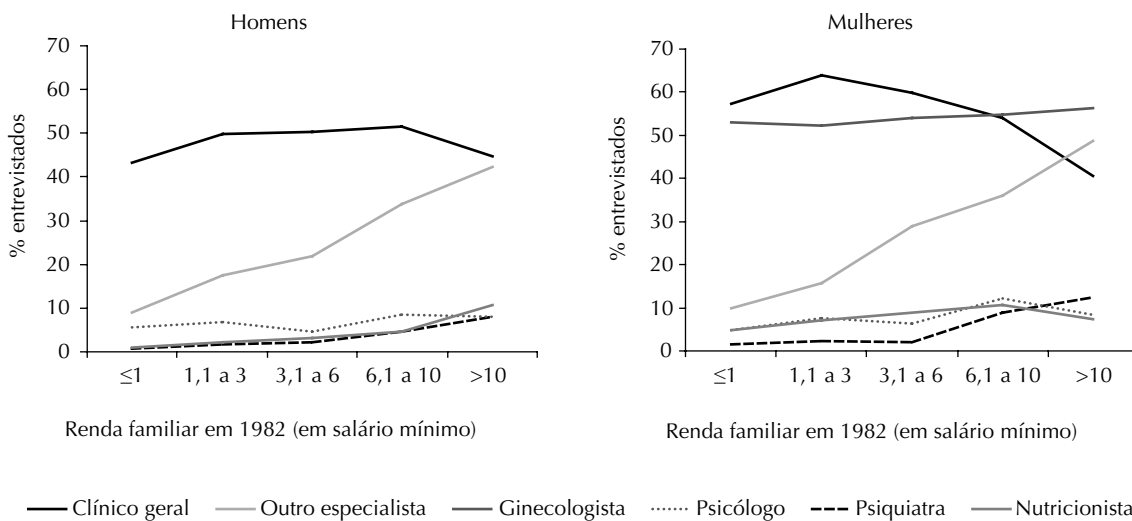 Homens
70
60
50
40
30
20
10
0
% entrevistados
≤1 1,1 a 3 3,1 a 6 6,1 a 10 >10
Renda familiar em 1982 (em salário mínimo)
Mulheres
70
60
50
40
30
20
10
0
% entrevistados
≤1 1,1 a 3 3,1 a 6 6,1 a 10 >10
Renda familiar em 1982 (em salário mínimo)
Clínico geral Outro especialista Ginecologista Psicólogo Psiquiatra Nutricionista